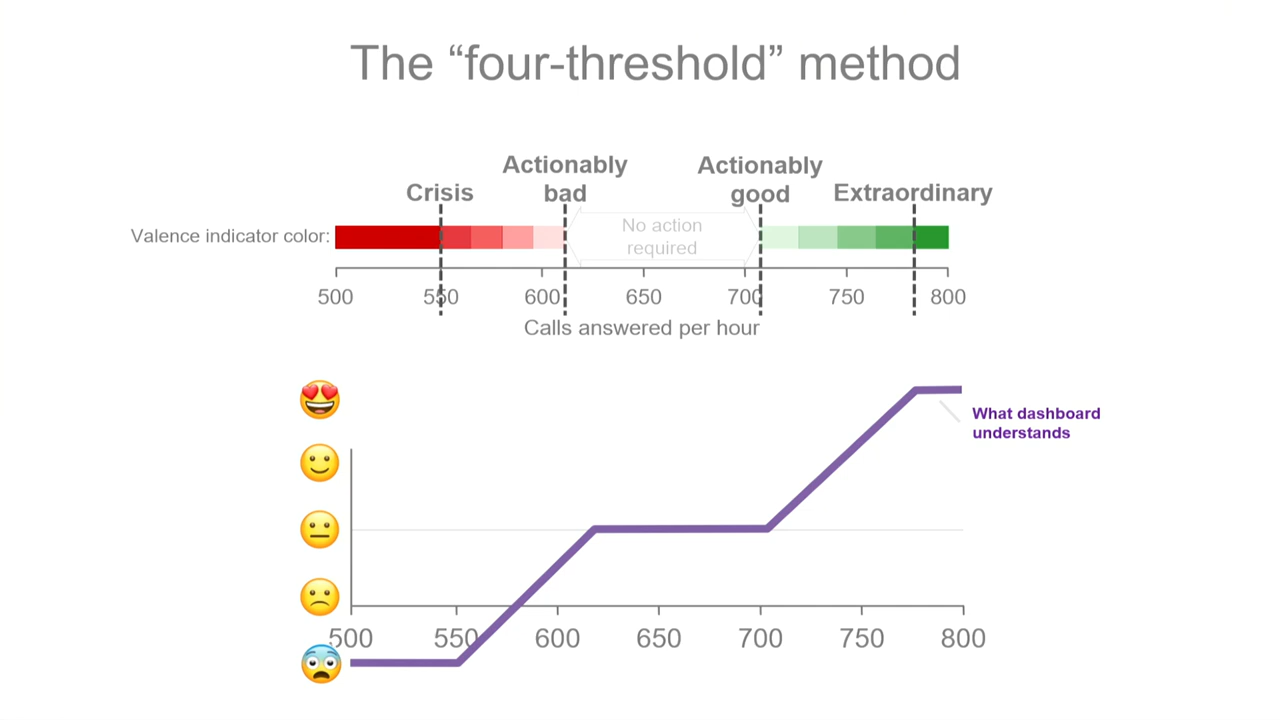 The “four-threshold” method
Actionably
bad
Actionably
good
Crisis
Extraordinary
Valence indicator color:
No action
required
500 550 600 650 700 750 800
Calls answered per hour
What dashboard
understands
500 550 600 650 700 750 800